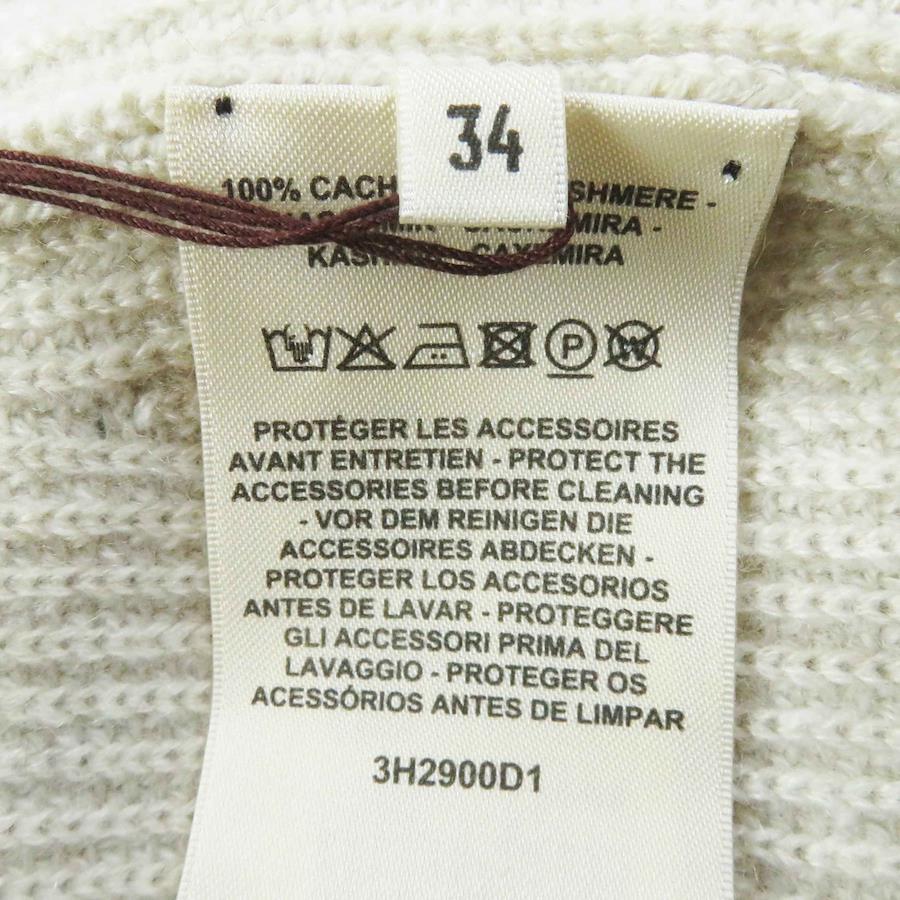 34
100% CACH SHMERE -
MIRA -
KASH CAXEMIRA
P
W
PROTÉGER LES ACCESSOIRES
AVANT ENTRETIEN - PROTECT THE
ACCESSORIES BEFORE CLEANING
- VOR DEM REINIGEN DIE
ACCESSOIRES ABDECKEN -
PROTEGER LOS ACCESORIOS
ANTES DE LAVAR - PROTEGGERE
GLI ACCESSORI PRIMA DEL
LAVAGGIO - PROTEGER OS
ACESSÓRIOS ANTES DE LIMPAR
3H2900D1